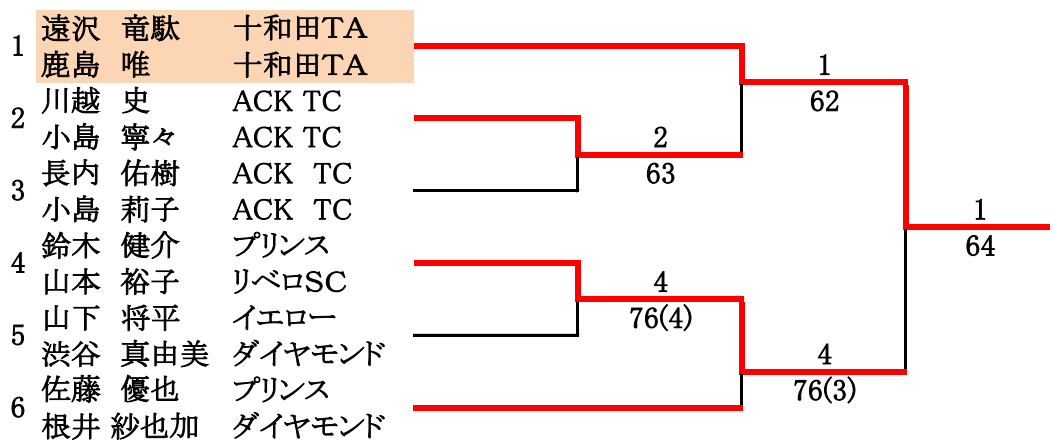 1
遠沢 竜駄 十和田TA
鹿島 唯 十和田TA
2
川越 史 ACK TC
小島 寧々 ACK TC
3
長内 佑樹 ACK TC
小島 莉子 ACK TC
4
鈴木 健介 プリンス
山本 裕子 リベロSC
5
山下 将平 イエロー
渋谷 真由美 ダイヤモンド
6
佐藤 優也 プリンス
根井 紗也加 ダイヤモンド
2
63
4
76(4)
1
62
4
76(3)
1
64